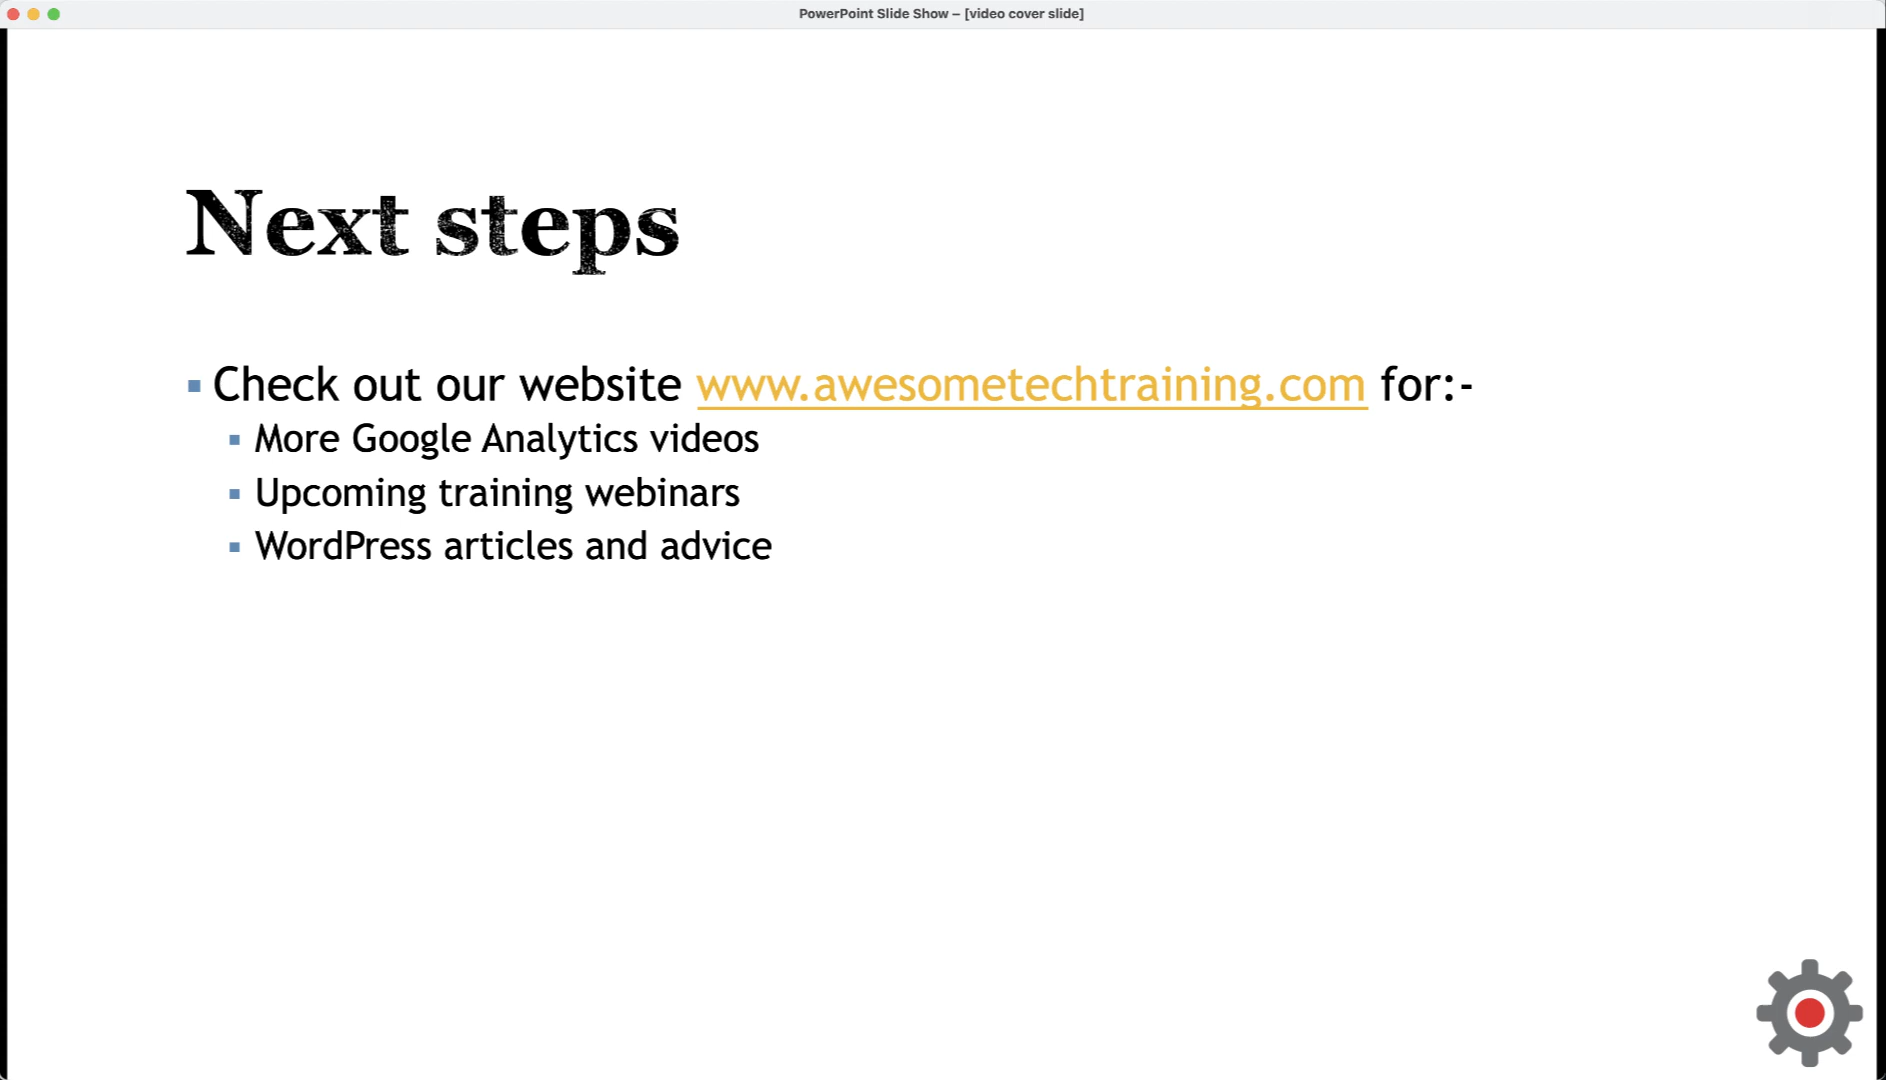 PowerPoint Slide Show – [video cover slide]
Next steps
Check out our website www.awesometechtraining.com for:-
More Google Analytics videos
Upcoming training webinars
WordPress articles and advice